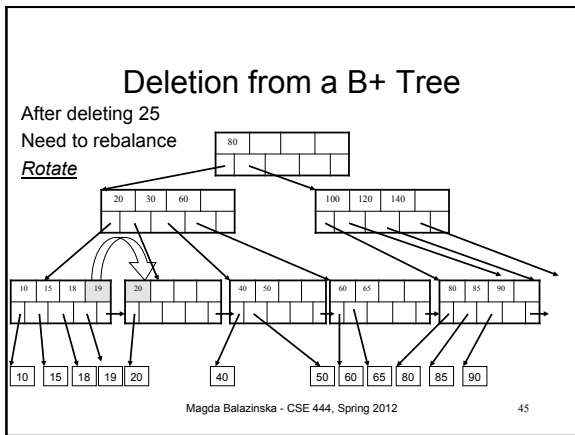 Deletion from a B+ Tree
After deleting 25
Need to rebalance
Rotate
80
20 30 60
100 120 140
10 15 18 19
20
40 50
60 65
80 85 90
10 15 18 19 20 40 50 60 65 80 85 90
Magda Balazinska - CSE 444, Spring 2012 45